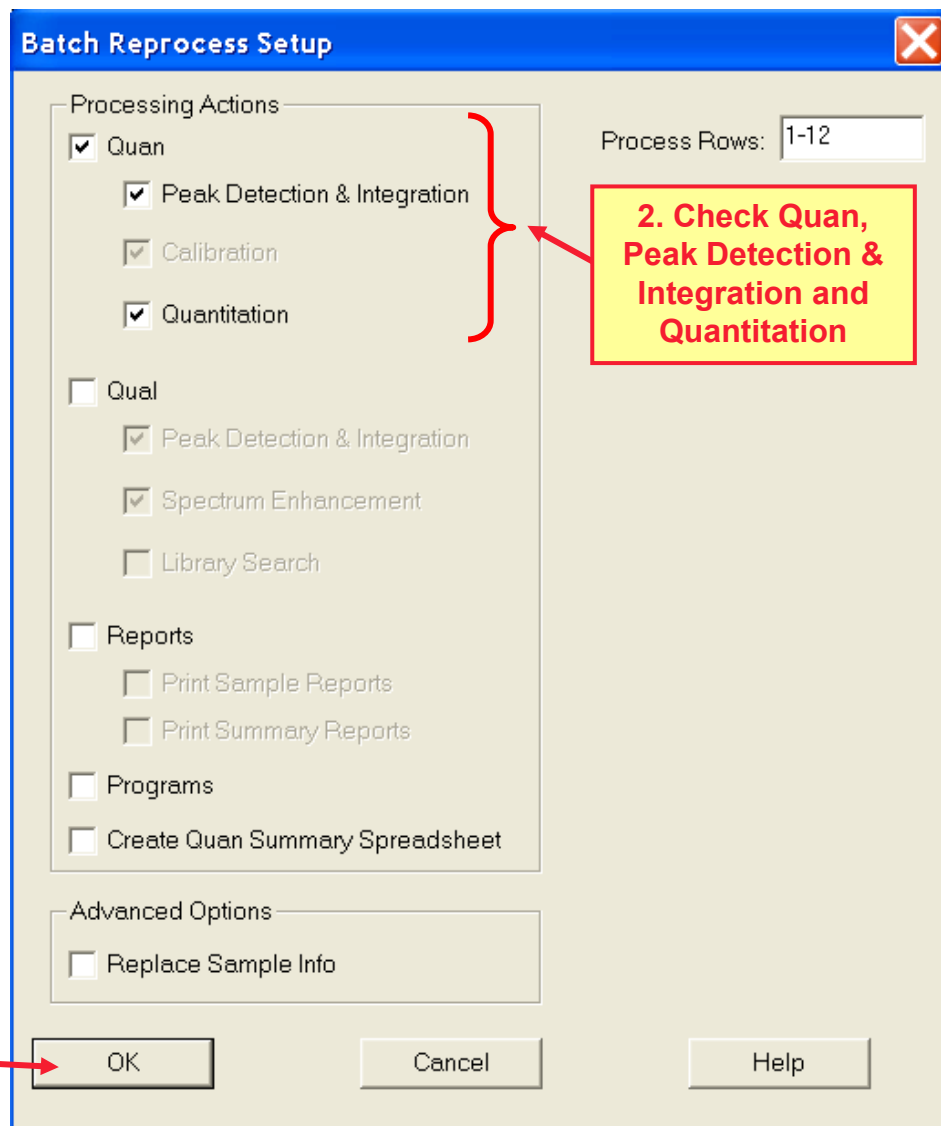 Batch Reprocess Setup
Processing Actions
Quan
Process Rows: 1-12
Peak Detection & Integration
Calibration
Quantitation
2. Check Quan,
Peak Detection &
Integration and
Quantitation
Qual
Peak Detection & Integration
Spectrum Enhancement
Library Search
Reports
Print Sample Reports
Print Summary Reports
Programs
Create Quan Summary Spreadsheet
Advanced Options
Replace Sample Info
OK
Cancel
Help